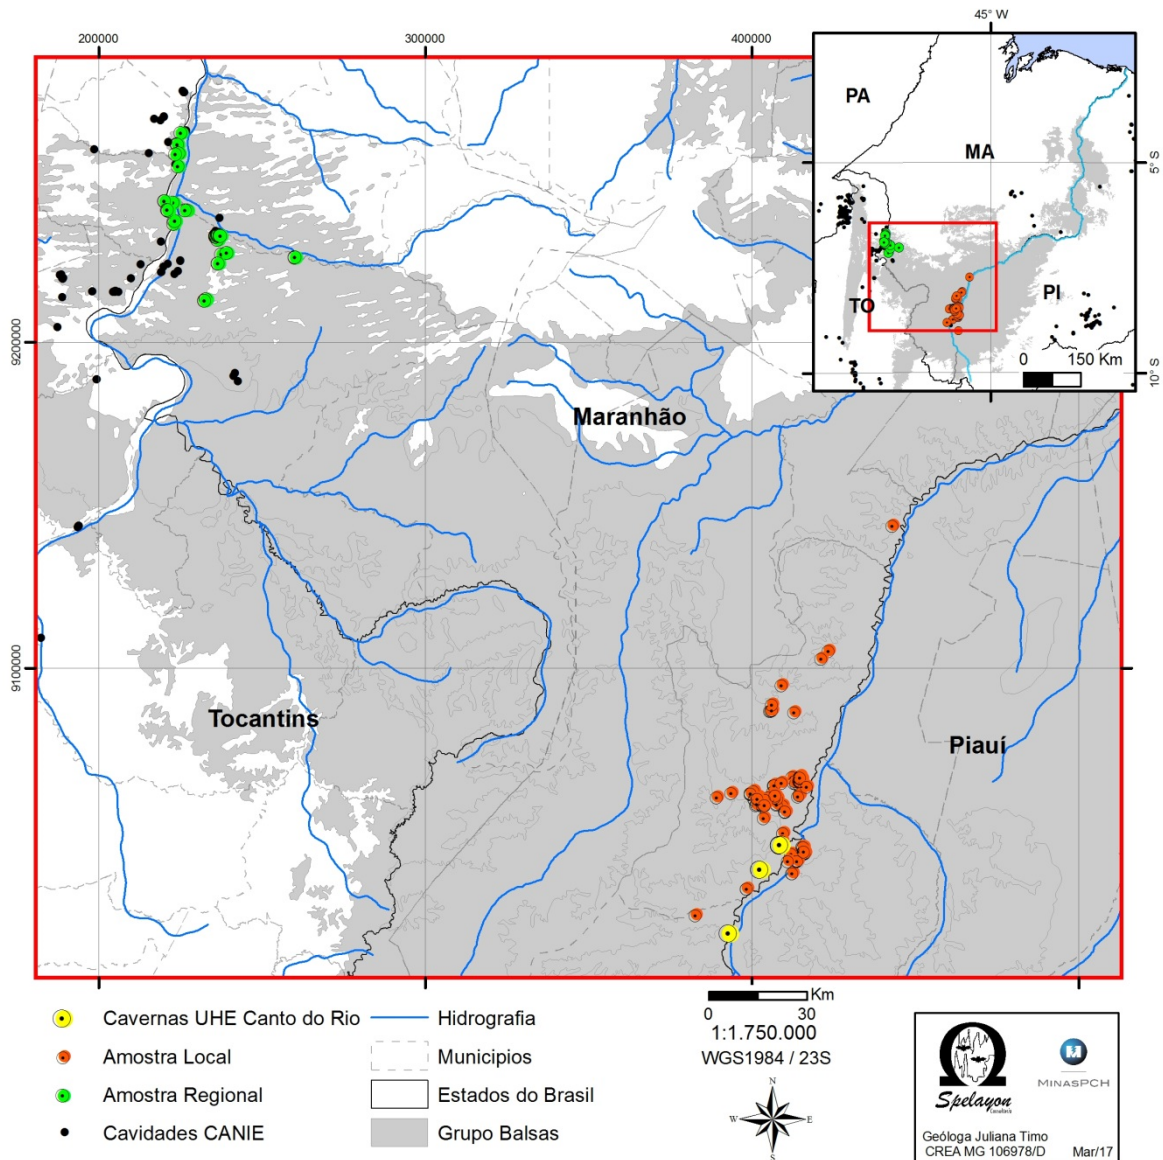 200000
300000
400000
45° W
PA
MA
5° S
TO
PI
0 150 Km
10° S
9200000
Maranhão
9100000
Tocantins
Piauí
Cavernas UHE Canto do Rio
Amostra Local
Amostra Regional
Cavidades CANIE
Hidrografia
Municipios
Estados do Brasil
Grupo Balsas
Km
0 30
1:1.750.000
WGS1984 / 23S
N
W E
S
Spelayon
MINASPCH
Geóloga Juliana Timo
CREA MG 106978/D Mar/17